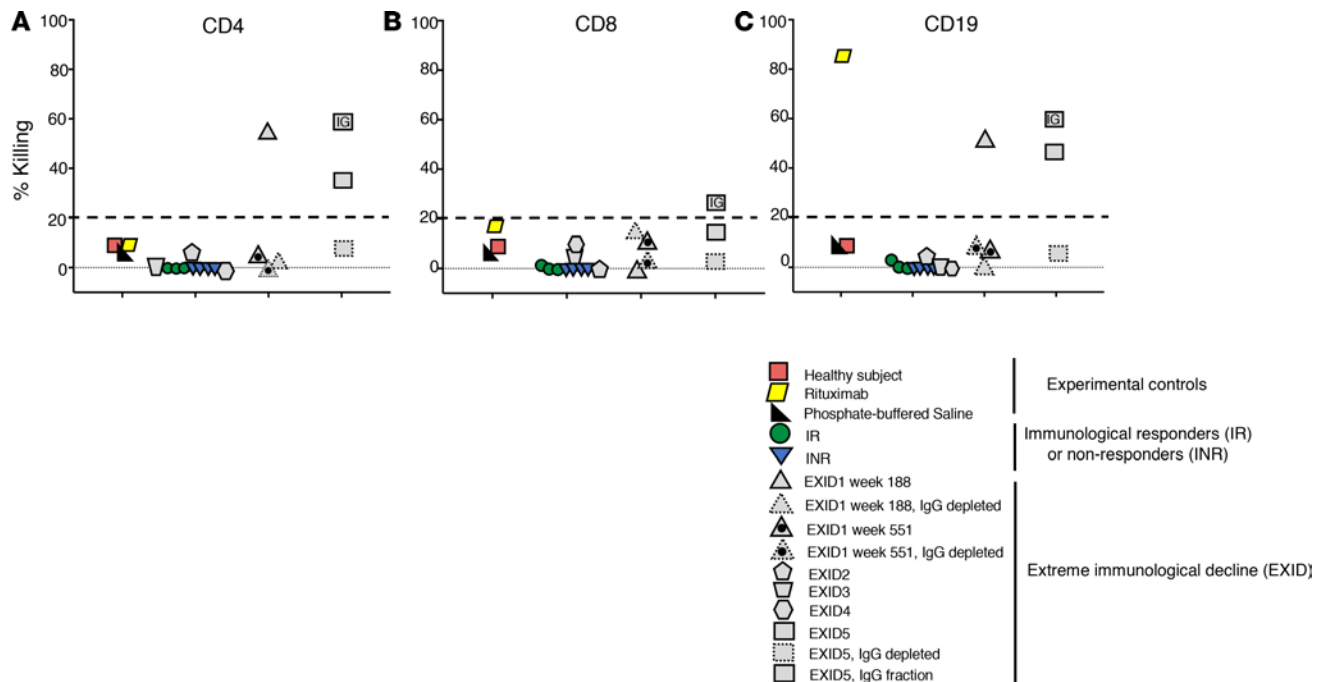 A
CD4
% Killing
100
80
60
40
20
0
IG
B
CD8
100
80
60
40
20
0
IG
C
CD19
100
80
60
40
20
0
IG
Healthy subject
Rituximab
Phosphate-buffered Saline
Experimental controls
IR
INR
Immunological responders (IR)
or non-responders (INR)
EXID1 week 188
EXID1 week 188, IgG depleted
EXID1 week 551
EXID1 week 551, IgG depleted
EXID2
EXID3
EXID4
EXID5
EXID5, IgG depleted
EXID5, IgG fraction
Extreme immunological decline (EXID)